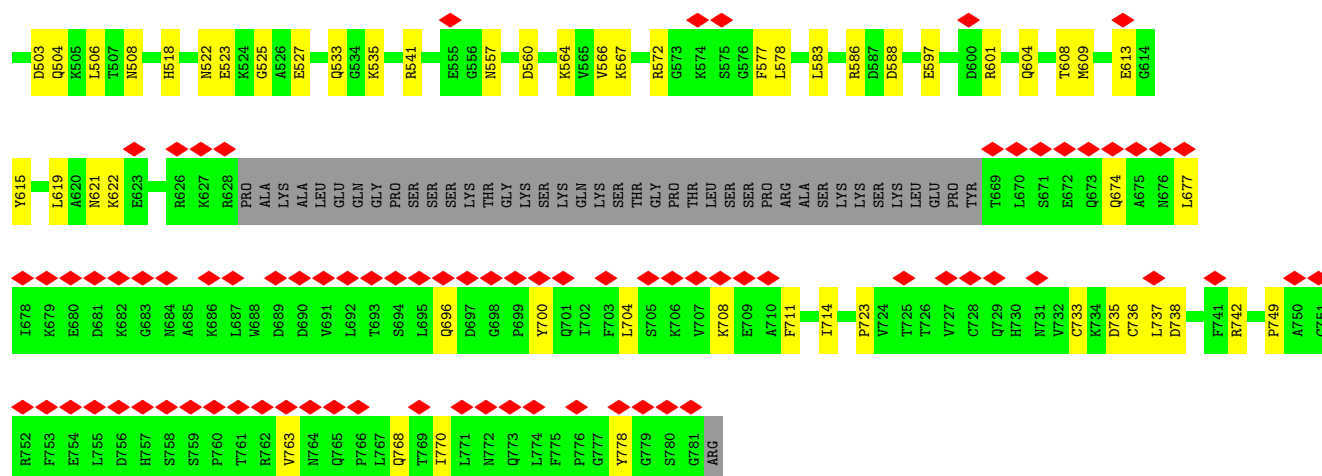 D503 Q504 K505 L506 T507 N508 H518 N522 E523 K524 G525 A526 E527 Q533 G534 K535 R541 E555 G556 N557 D560 K564 V565 V566 K567 R572 G573 K574 S575 G576 F577 L578 L583 R586 D587 D588 E597 D600 R601 Q604 T608 M609 E613 G614
Y615 L619 A620 N621 K622 E623 R626 K627 R628 PRO ALA LYS ALA LEU GLU GLN GLY PRO SER SER SER LYS THR GLY LYS SER LYS GLN LYS SER THR GLY PRO THR LEU SER SER PRO ARG ALA SER LYS LYS SER LYS LEU GLU PRO TYR T669 L670 S671 E672 Q673 Q674 A675 N676 L677
I678 K679 E680 D681 K682 G683 N684 A685 K686 L687 W688 D689 D690 V691 L692 T693 S694 L695 Q696 D697 G698 P699 Y700 Q701 I702 F703 L704 S705 K706 V707 K708 E709 A710 F711 I714 P723 V724 T725 T726 V727 C728 Q729 H730 N731 V732 C733 K734 D735 C736 L737 D738 F741 R742 P749 A750 C751
R752 F753 E754 L755 D756 H757 S758 S759 P760 T761 R762 V763 N764 Q765 P766 L767 Q768 T769 I770 L771 N772 Q773 L774 F775 P776 G777 Y778 G779 S780 G781 ARG